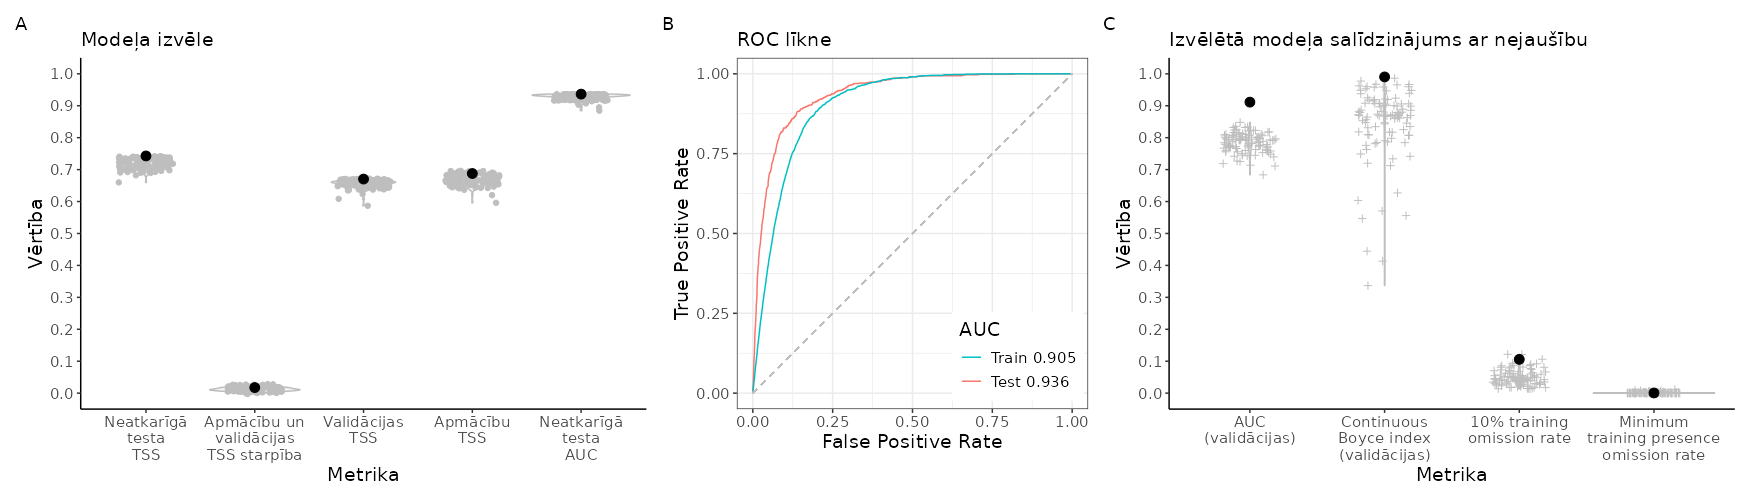 A
Modeļa izvēle
Vērtība
1.0
0.9
0.8
0.7
0.6
0.5
0.4
0.3
0.2
0.1
0.0
Neatkarīgā
testa
TSS
Apmācību un
validācijas
TSS starpība
Validācijas
TSS
Apmācību
TSS
Neatkarīgā
testa
AUC
Metrika
B
ROC līkne
True Positive Rate
1.00
0.75
0.50
0.25
0.00
AUC
Train 0.905
Test 0.936
0.00
0.25
0.50
0.75
1.00
False Positive Rate
C
Izvēlētā modeļa salīdzinājums ar nejaušību
Vērtība
1.0
0.9
0.8
0.7
0.6
0.5
0.4
0.3
0.2
0.1
0.0
AUC
(validācijas)
Continuous
Boyce index
(validācijas)
10% training
omission rate
Minimum
training presence
omission rate
Metrika